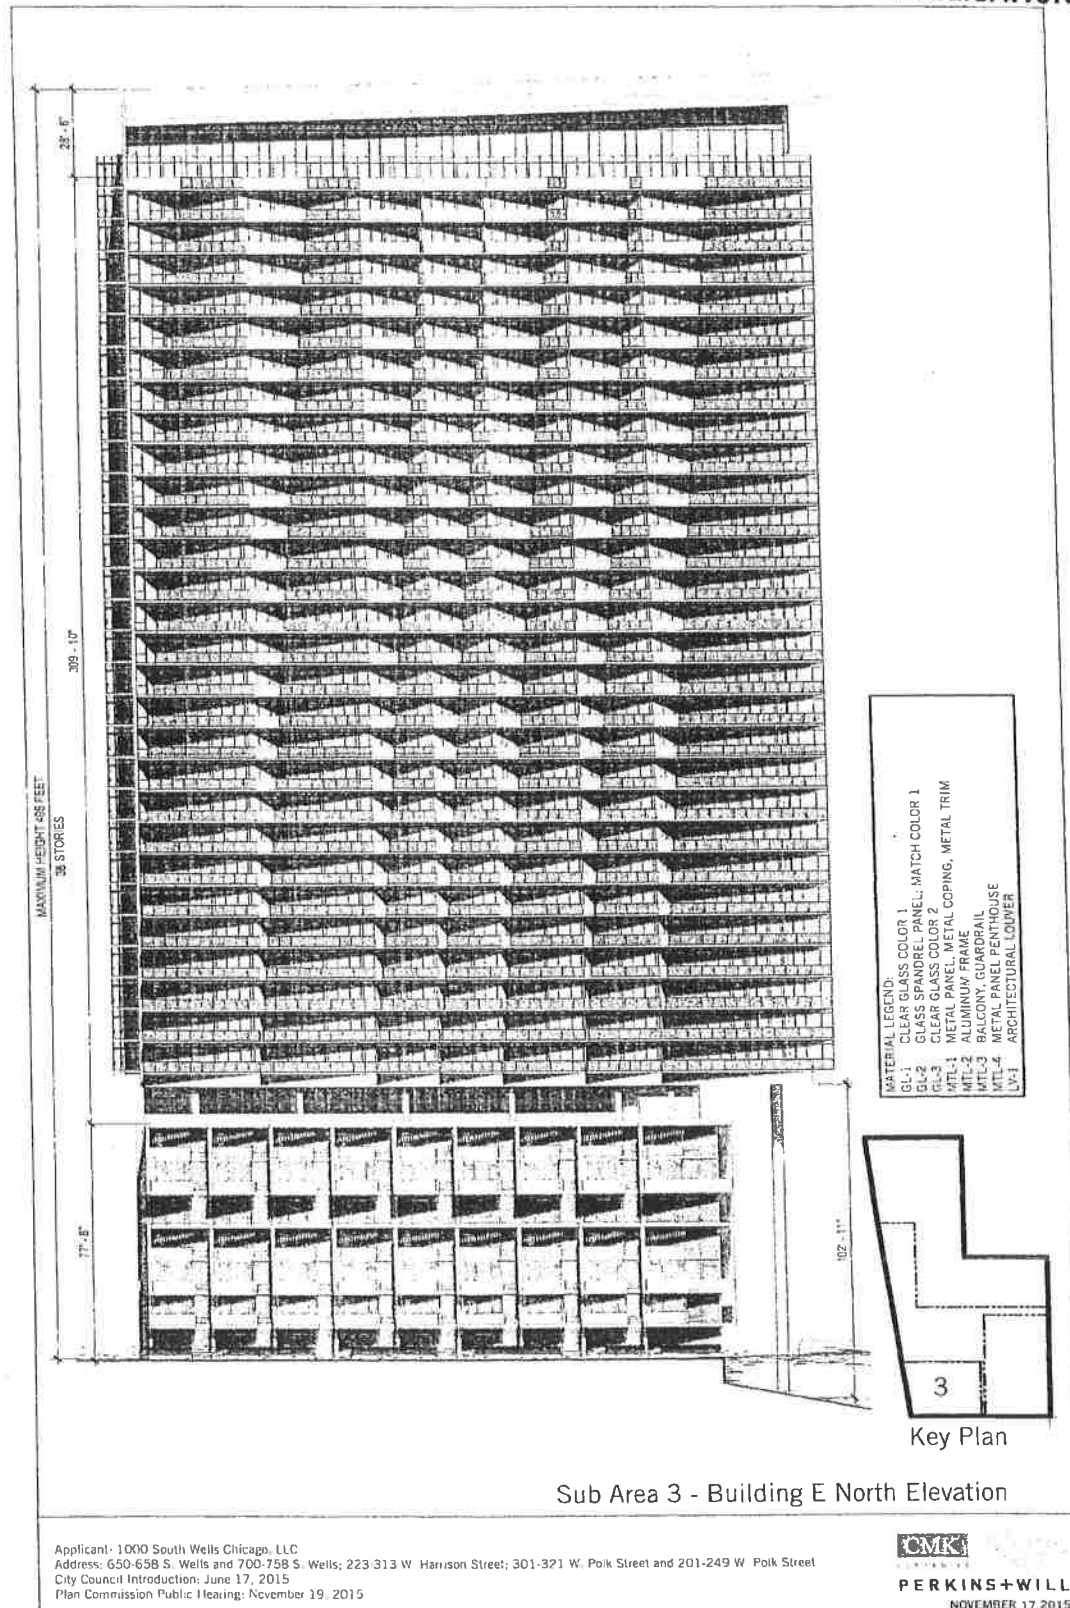 28' - 6"
309 - 10"
MAXIMUM HEIGHT 485 FEET
38 STORIES
77' - 8"
102' - 11"
MATERIAL LEGEND:
GL-1 CLEAR GLASS COLOR 1
GL-2 GLASS SPANDREL PANEL; MATCH COLOR 1
GL-3 CLEAR GLASS COLOR 2
MTL-1 METAL PANEL, METAL COPING, METAL TRIM
MTL-2 ALUMINUM FRAME
MTL-3 BALCONY, GUARDRAIL
MTL-4 METAL PANEL PENTHOUSE
LV-1 ARCHITECTURAL LOUVER
3
Key Plan
Sub Area 3 - Building E North Elevation
Applicant: 1000 South Wells Chicago, LLC
Address: 650-658 S. Wells and 700-758 S. Wells; 223-313 W Harrison Street; 301-321 W. Polk Street and 201-249 W Polk Street
City Council Introduction: June 17, 2015
Plan Commission Public Hearing: November 19, 2015
CMK
PERKINS+WILL
NOVEMBER 17, 2015